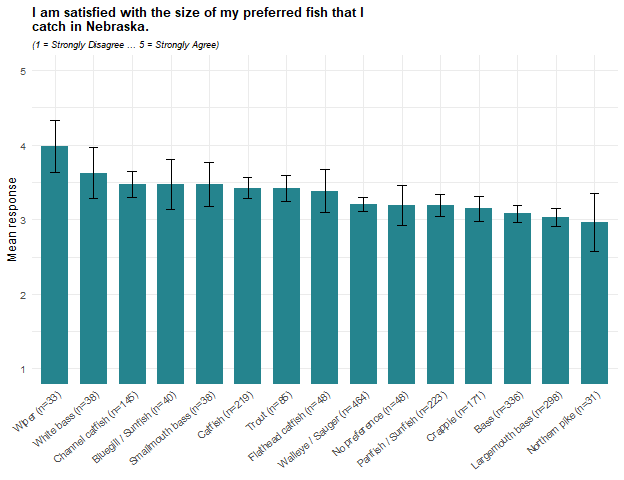 I am satisfied with the size of my preferred fish that I
catch in Nebraska.
(1 = Strongly Disagree ... 5 = Strongly Agree)
5
4
3
2
1
Mean response
Wiper (n=33)
White bass (n=38)
Channel catfish (n=145)
Bluegill / Sunfish (n=40)
Smallmouth bass (n=38)
Catfish (n=219)
Trout (n=85)
Flathead catfish (n=48)
Walleye / Sauger (n=464)
No preference (n=48)
Panfish / Sunfish (n=223)
Crappie (n=171)
Bass (n=336)
Largemouth bass (n=298)
Northern pike (n=31)